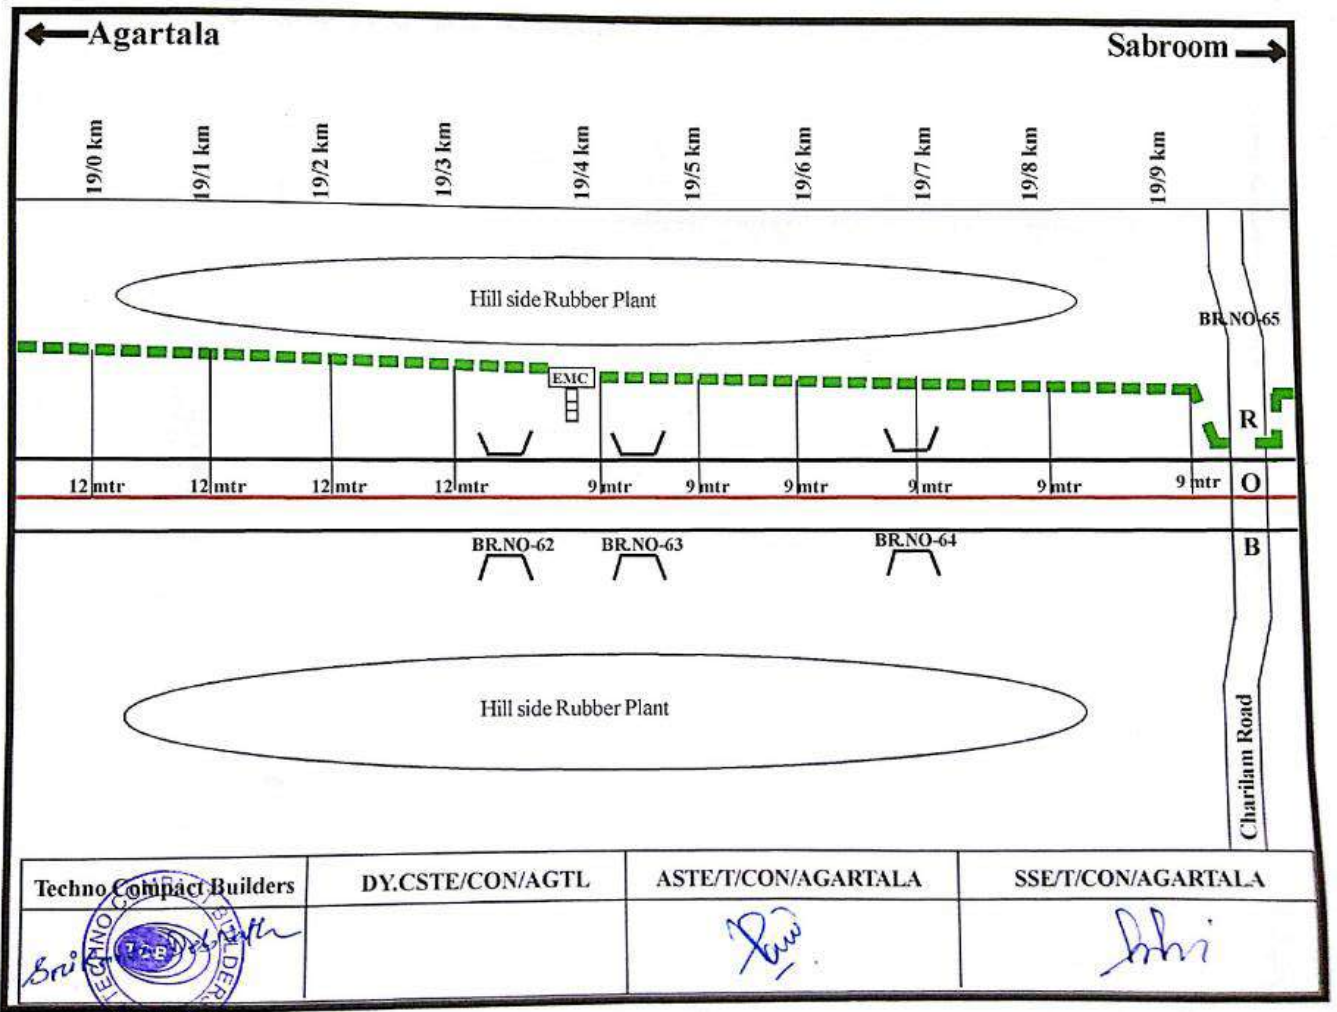 Agartala
Sabroom
19/0 km
19/1 km
19/2 km
19/3 km
19/4 km
19/5 km
19/6 km
19/7 km
19/8 km
19/9 km
Hill side Rubber Plant
BR.NO-65
EMC
R
12 mtr 12 mtr 12 mtr 12 mtr 9 mtr 9 mtr 9 mtr 9 mtr 9 mtr 9 mtr O
BR.NO-62 BR.NO-63 BR.NO-64 B
Hill side Rubber Plant
Charilam Road
Techno Compact Builders DY.CSTE/CON/AGTL ASTE/T/CON/AGARTALA SSE/T/CON/AGARTALA
TECHNO COMPACT BUILDERS
Debnath